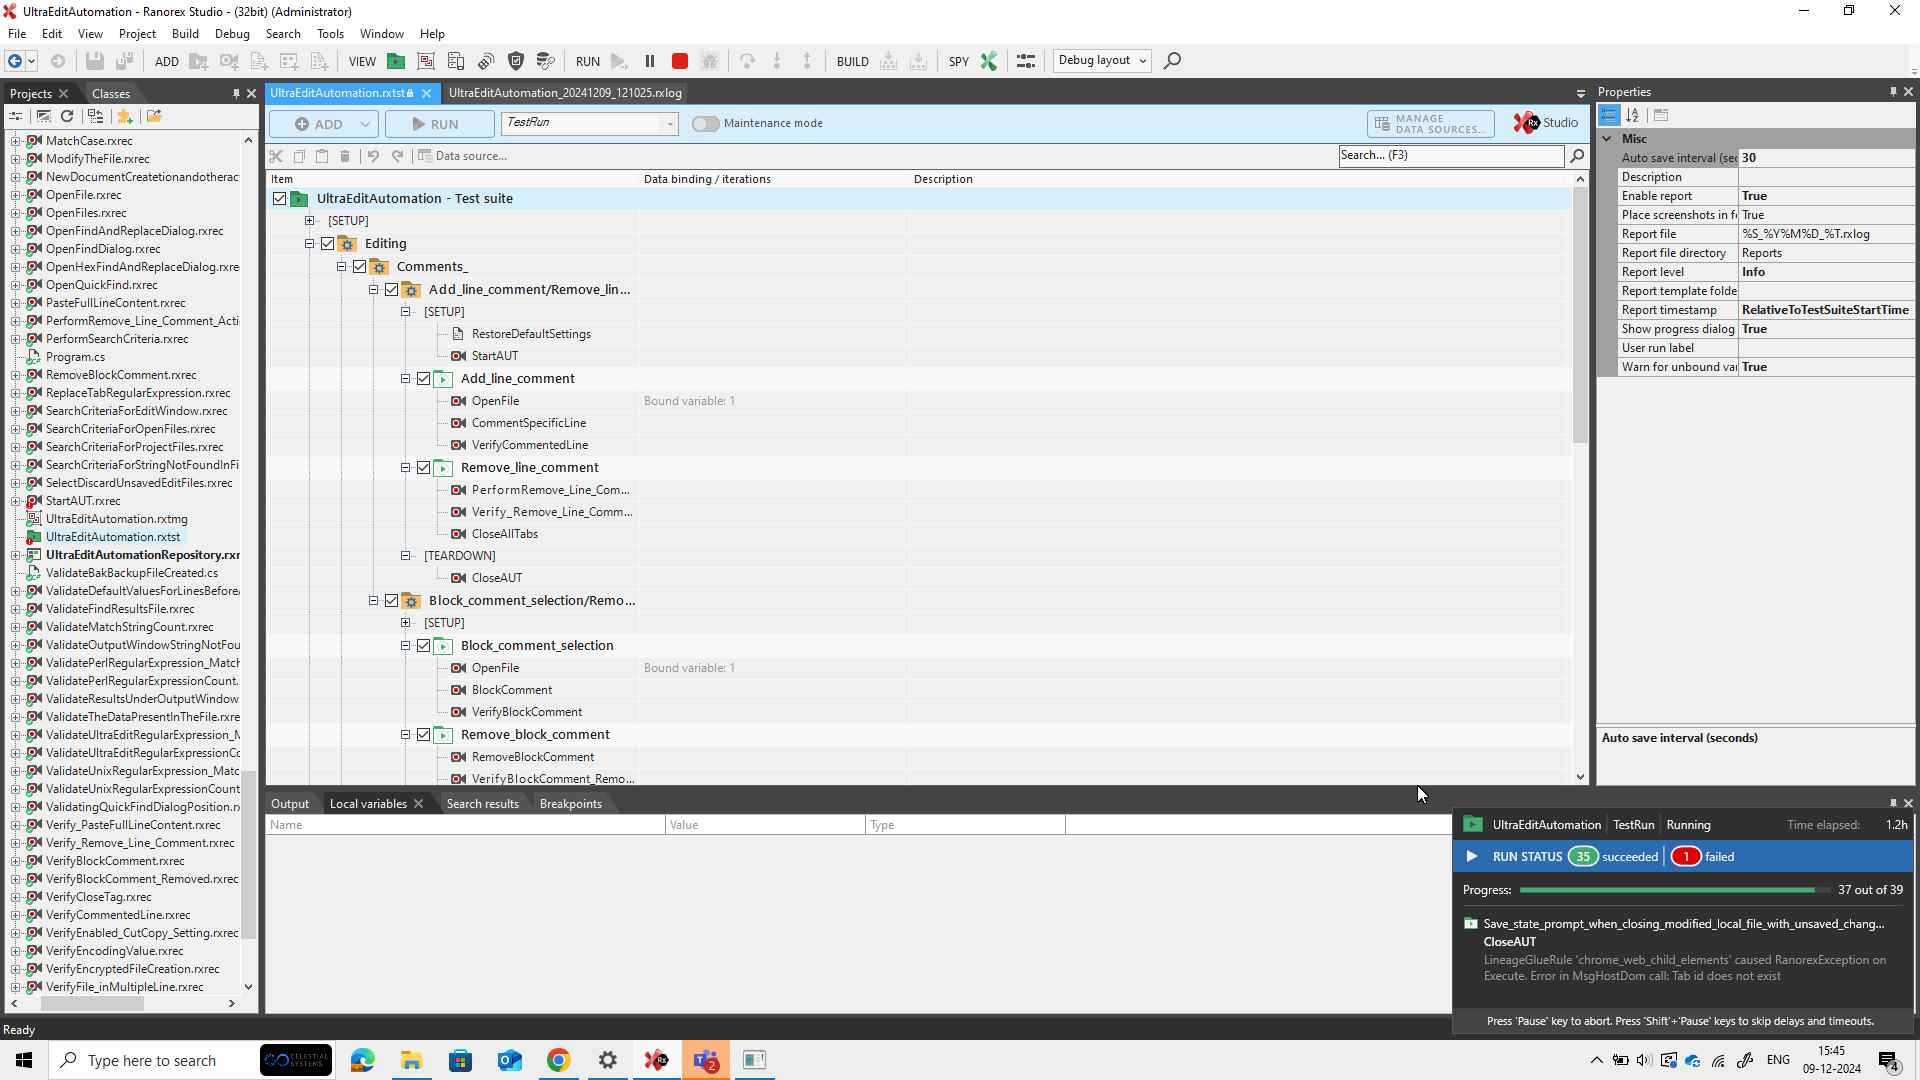 UltraEditAutomation - Ranorex Studio - (32bit) (Administrator)
File Edit View Project Build Debug Search Tools Window Help
ADD VIEW RUN BUILD SPY Debug layout
Projects Classes
UltraEditAutomation.rxtst UltraEditAutomation_20241209_121025.rxlog
ADD RUN TestRun Maintenance mode MANAGE DATA SOURCES... Studio
Data source... Search... (F3)
Item Data binding / iterations Description
UltraEditAutomation - Test suite
[SETUP]
Editing
Comments_
Add_line_comment/Remove_lin...
[SETUP]
RestoreDefaultSettings
StartAUT
Add_line_comment
OpenFile Bound variable: 1
CommentSpecificLine
VerifyCommentedLine
Remove_line_comment
PerformRemove_Line_Com...
Verify_Remove_Line_Comm...
CloseAllTabs
[TEARDOWN]
CloseAUT
Block_comment_selection/Remo...
[SETUP]
Block_comment_selection
OpenFile Bound variable: 1
BlockComment
VerifyBlockComment
Remove_block_comment
RemoveBlockComment
VerifyBlockComment_Remo...
MatchCase.rxrec
ModifyTheFile.rxrec
NewDocumentCreatetionandotherac
OpenFile.rxrec
OpenFiles.rxrec
OpenFindAndReplaceDialog.rxrec
OpenFindDialog.rxrec
OpenHexFindAndReplaceDialog.rxre
OpenQuickFind.rxrec
PasteFullLineContent.rxrec
PerformRemove_Line_Comment_Acti
PerformSearchCriteria.rxrec
Program.cs
RemoveBlockComment.rxrec
ReplaceTabRegularExpression.rxrec
SearchCriteriaForEditWindow.rxrec
SearchCriteriaForOpenFiles.rxrec
SearchCriteriaForProjectFiles.rxrec
SearchCriteriaForStringNotFoundInFi
SelectDiscardUnsavedEditFiles.rxrec
StartAUT.rxrec
UltraEditAutomation.rxtmg
UltraEditAutomation.rxtst
UltraEditAutomationRepository.rxr
ValidateBakBackupFileCreated.cs
ValidateDefaultValuesForLinesBefore
ValidateFindResultsFile.rxrec
ValidateMatchStringCount.rxrec
ValidateOutputWindowStringNotFou
ValidatePerlRegularExpression_Match
ValidatePerlRegularExpressionCount.
ValidateResultsUnderOutputWindow
ValidateTheDataPresentInTheFile.rxre
ValidateUltraEditRegularExpression_M
ValidateUltraEditRegularExpressionCo
ValidateUnixRegularExpression_Matc
ValidateUnixRegularExpressionCount
ValidatingQuickFindDialogPosition.rx
Verify_PasteFullLineContent.rxrec
Verify_Remove_Line_Comment.rxrec
VerifyBlockComment.rxrec
VerifyBlockComment_Removed.rxrec
VerifyCloseTag.rxrec
VerifyCommentedLine.rxrec
VerifyEnabled_CutCopy_Setting.rxrec
VerifyEncodingValue.rxrec
VerifyEncryptedFileCreation.rxrec
VerifyFile_inMultipleLine.rxrec
Properties
Misc
Auto save interval (sec 30
Description
Enable report True
Place screenshots in f True
Report file %S_%Y%M%D_%T.rxlog
Report file directory Reports
Report level Info
Report template folde
Report timestamp RelativeToTestSuiteStartTime
Show progress dialog True
User run label
Warn for unbound var True
Auto save interval (seconds)
Output Local variables Search results Breakpoints
Name Value Type
UltraEditAutomation TestRun Running Time elapsed: 1.2h
RUN STATUS 35 succeeded 1 failed
Progress: 37 out of 39
Save_state_prompt_when_closing_modified_local_file_with_unsaved_chang...
CloseAUT
LineageGlueRule 'chrome_web_child_elements' caused RanorexException on
Execute. Error in MsgHostDom call: Tab id does not exist
Press 'Pause' key to abort. Press 'Shift'+'Pause' keys to skip delays and timeouts.
Ready
Type here to search CELESTIAL SYSTEMS 2 ENG 15:45 4
09-12-2024